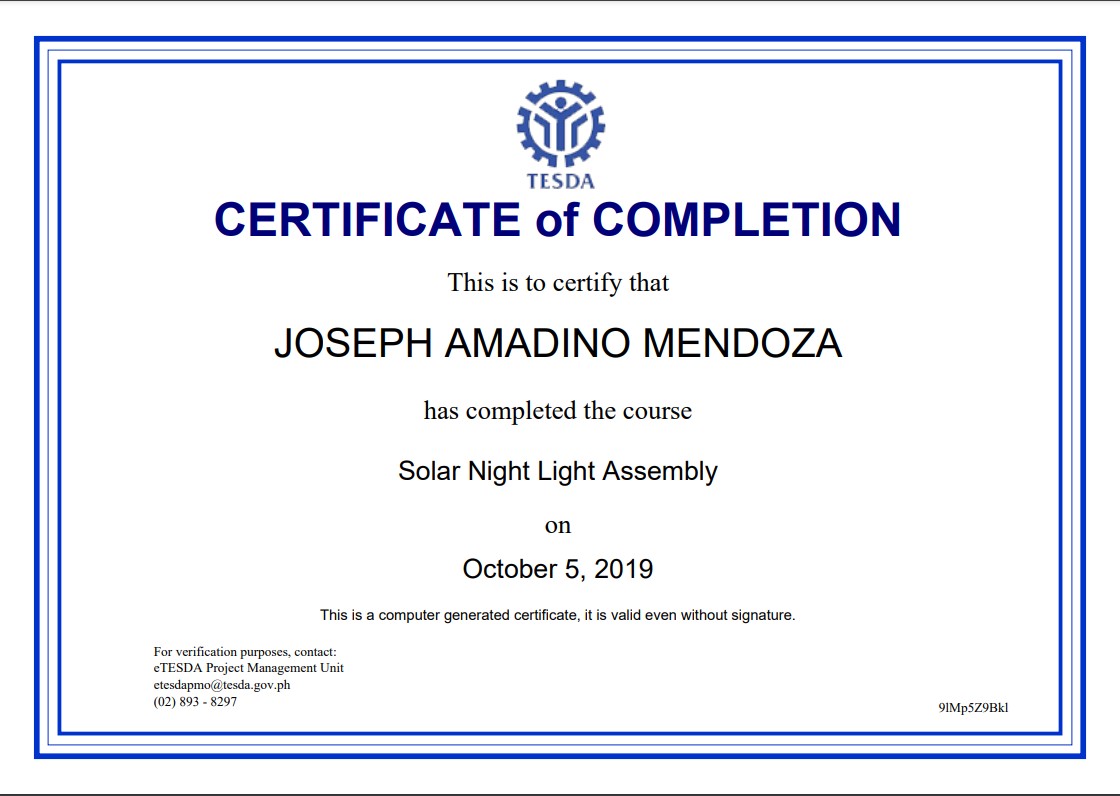 TESDA
CERTIFICATE of COMPLETION
This is to certify that
JOSEPH AMADINO MENDOZA
has completed the course
Solar Night Light Assembly
on
October 5, 2019
This is a computer generated certificate, it is valid even without signature.
For verification purposes, contact:
eTESDA Project Management Unit
etesdapmo@tesda.gov.ph
(02) 893 - 8297
9lMp5Z9Bkl